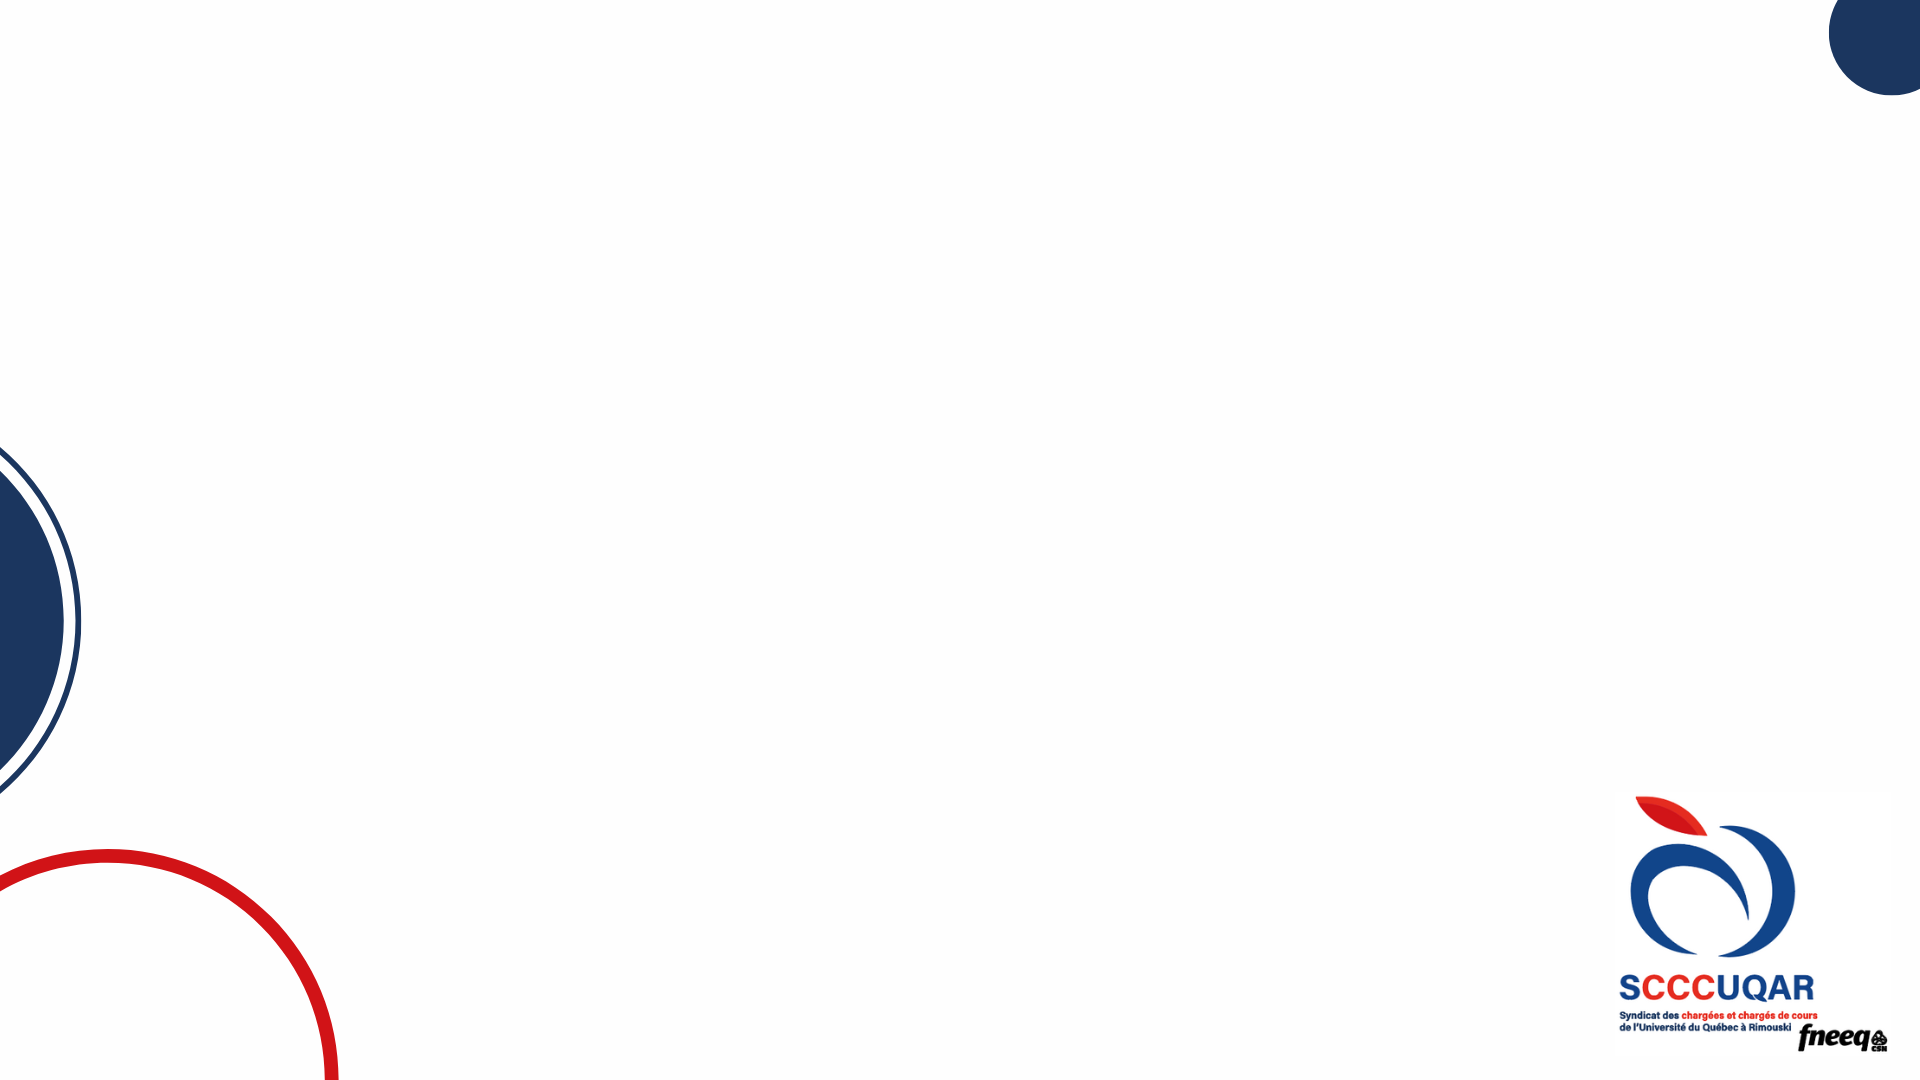 SCCCUQAR
Syndicat des chargées et chargés de cours
de l'Université du Québec à Rimouski
fneeq
CSN